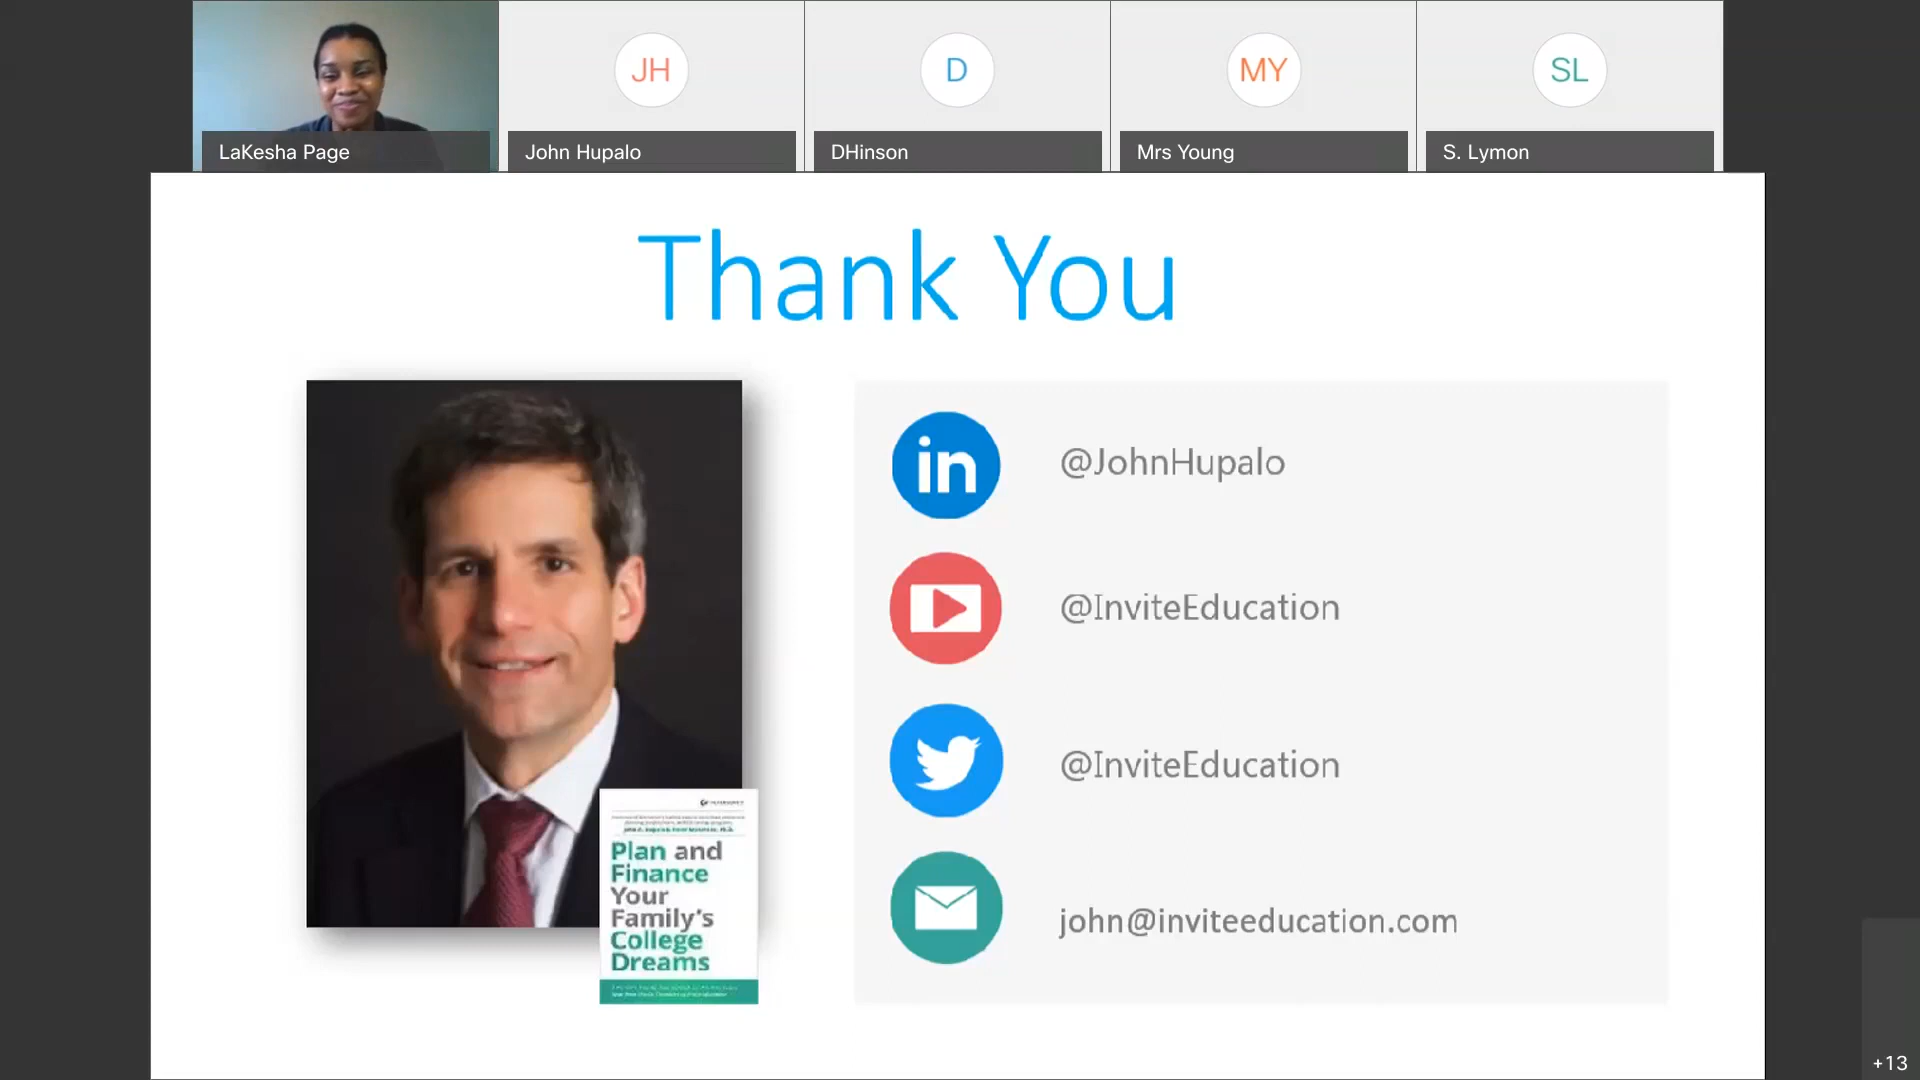 JH
D
MY
SL
LaKesha Page
John Hupalo
DHinson
Mrs Young
S. Lymon
Thank You
in
@JohnHupalo
@InviteEducation
@InviteEducation
john@inviteeducation.com
Plan and
Finance
Your
Family's
College
Dreams
+13